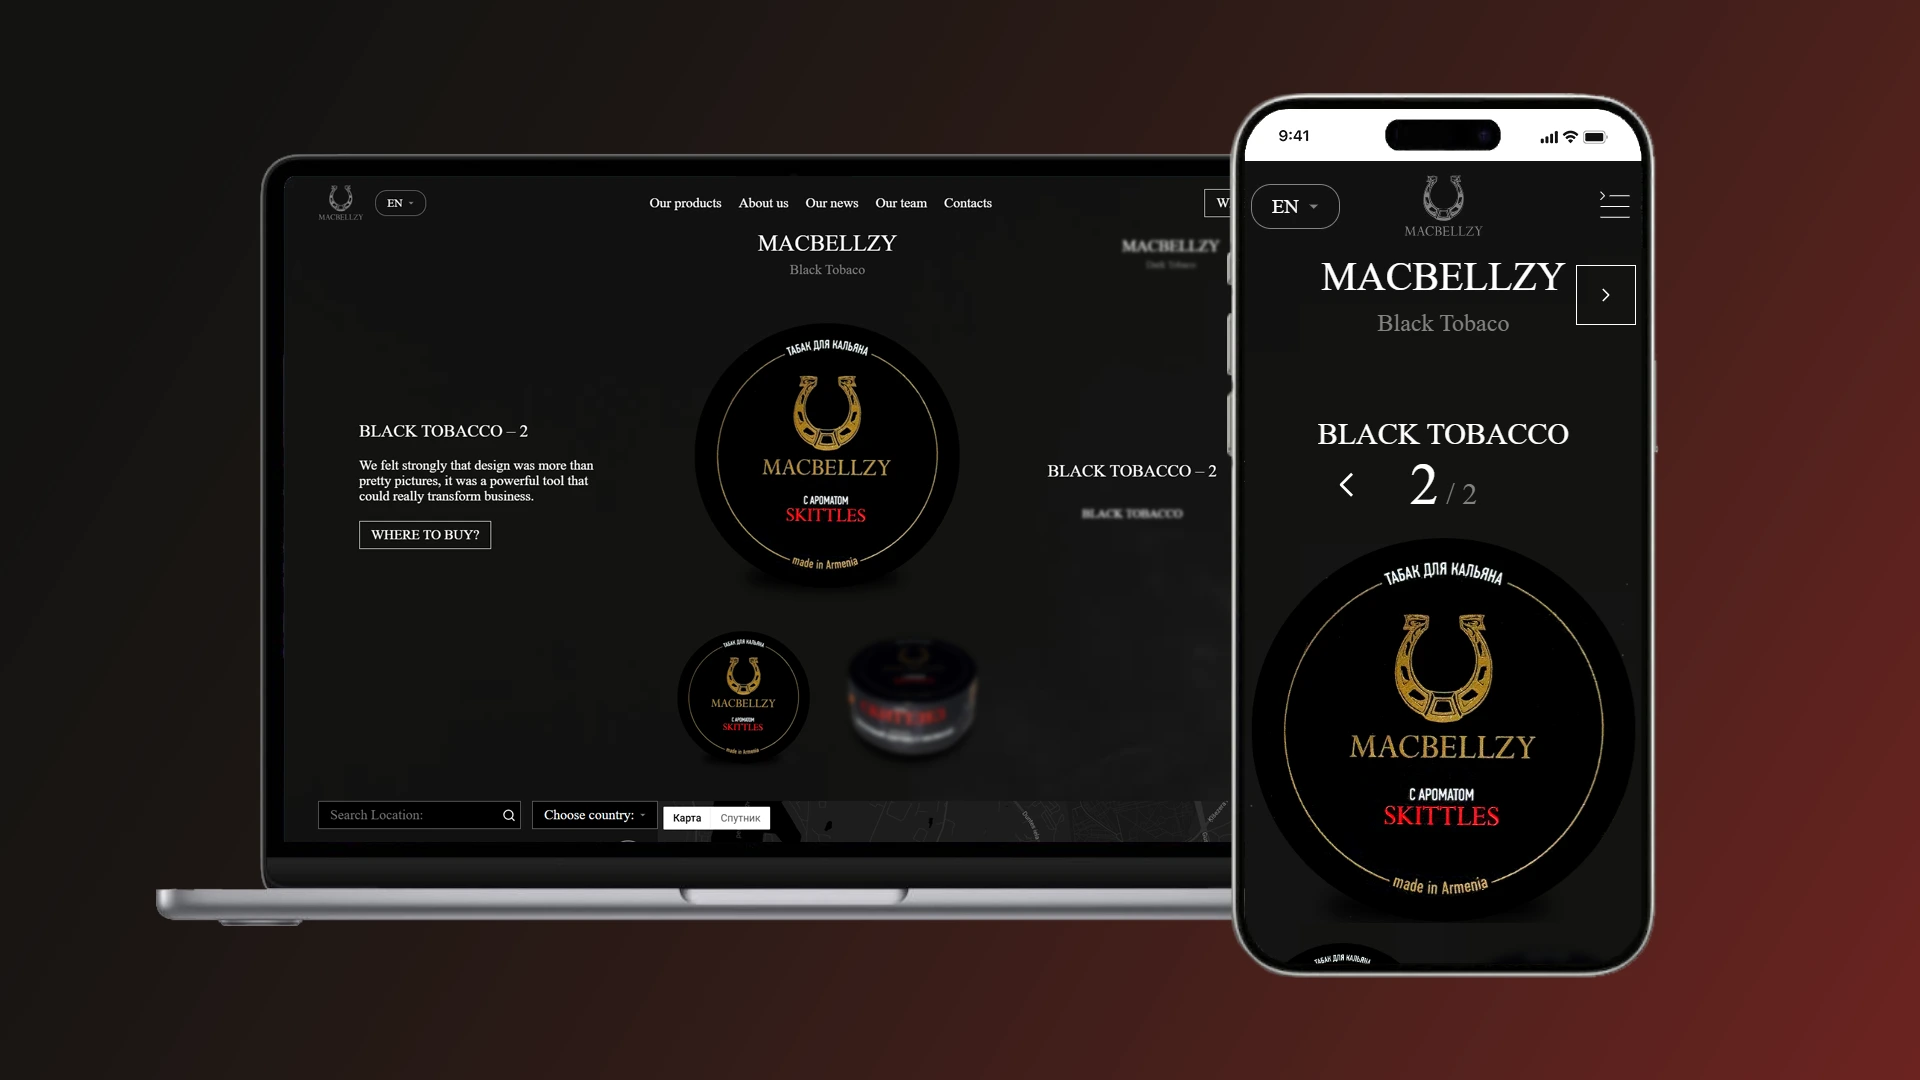 MACBELLZY
EN
Our products
About us
Our news
Our team
Contacts
W
MACBELLZY
Black Tobaco
MACBELLZY
Dark Tobaco
BLACK TOBACCO – 2
We felt strongly that design was more than
pretty pictures, it was a powerful tool that
could really transform business.
WHERE TO BUY?
ТАБАК ДЛЯ КАЛЬЯНА
MACBELLZY
С АРОМАТОМ
SKITTLES
made in Armenia
BLACK TOBACCO – 2
BLACK TOBACCO
ТАБАК ДЛЯ КАЛЬЯНА
MACBELLZY
С АРОМАТОМ
SKITTLES
made in Armenia
Search Location:
Choose country:
Карта
Спутник
9:41
EN
MACBELLZY
MACBELLZY
Black Tobaco
BLACK TOBACCO
2 / 2
ТАБАК ДЛЯ КАЛЬЯНА
MACBELLZY
С АРОМАТОМ
SKITTLES
made in Armenia
ТАБАК ДЛЯ КАЛЬЯНА